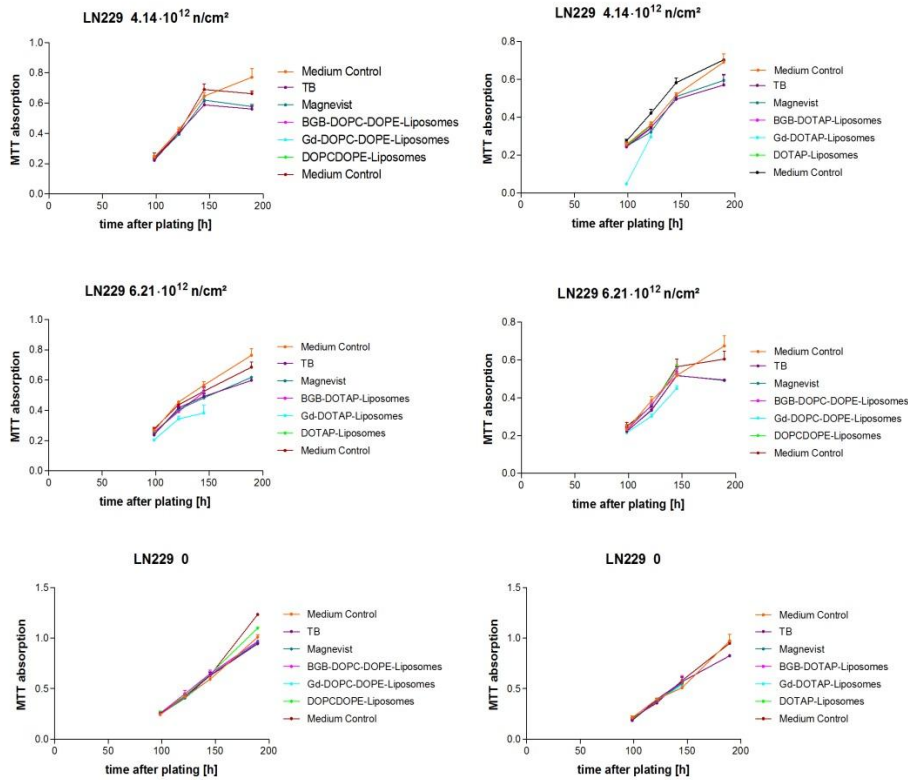 LN229 4.14·10¹² n/cm²
MTT absorption
1.0
0.8
0.6
0.4
0.2
0.0
0 50 100 150 200
time after plating [h]
Medium Control
TB
Magnevist
BGB-DOPC-DOPE-Liposomes
Gd-DOPC-DOPE-Liposomes
DOPCDOPE-Liposomes
Medium Control
LN229 4.14·10¹² n/cm²
MTT absorption
0.8
0.6
0.4
0.2
0.0
0 50 100 150 200
time after plating [h]
Medium Control
TB
Magnevist
BGB-DOTAP-Liposomes
Gd-DOTAP-Liposomes
DOTAP-Liposomes
Medium Control
LN229 6.21·10¹² n/cm²
MTT absorption
1.0
0.8
0.6
0.4
0.2
0.0
0 50 100 150 200
time after plating [h]
Medium Control
TB
Magnevist
BGB-DOTAP-Liposomes
Gd-DOTAP-Liposomes
DOTAP-Liposomes
Medium Control
LN229 6.21·10¹² n/cm²
MTT absorption
0.8
0.6
0.4
0.2
0.0
0 50 100 150 200
time after plating [h]
Medium Control
TB
Magnevist
BGB-DOPC-DOPE-Liposomes
Gd-DOPC-DOPE-Liposomes
DOPCDOPE-Liposomes
Medium Control
LN229 0
MTT absorption
1.5
1.0
0.5
0.0
0 50 100 150 200
time after plating [h]
Medium Control
TB
Magnevist
BGB-DOPC-DOPE-Liposomes
Gd-DOPC-DOPE-Liposomes
DOPCDOPE-Liposomes
Medium Control
LN229 0
MTT absorption
1.5
1.0
0.5
0.0
0 50 100 150 200
time after plating [h]
Medium Control
TB
Magnevist
BGB-DOTAP-Liposomes
Gd-DOTAP-Liposomes
DOTAP-Liposomes
Medium Control